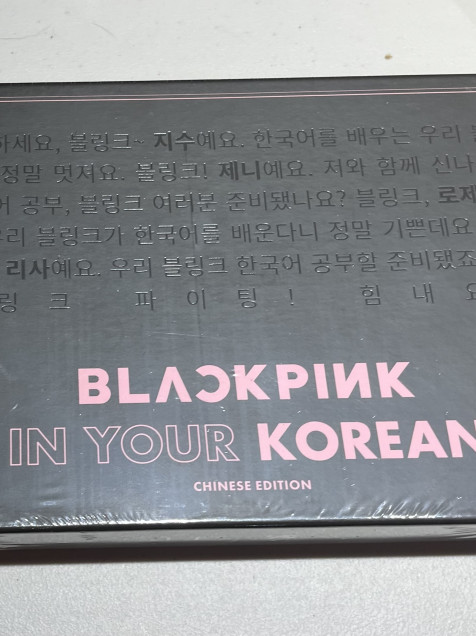 하세요, 블링크~ 지수예요. 한국어를 배우는 우리
정말 멋져요. 블링크! 제니예요. 저와 함께 신나
어 공부, 블링크 여러분 준비됐나요? 블링크, 로제
우리 블링크가 한국어를 배운다니 정말 기쁜데요
리사예요. 우리 블링크 한국어 공부할 준비됐죠
링 크 파 이 팅 ! 힘 내 요
BLACKPINK
IN YOUR KOREAN
CHINESE EDITION